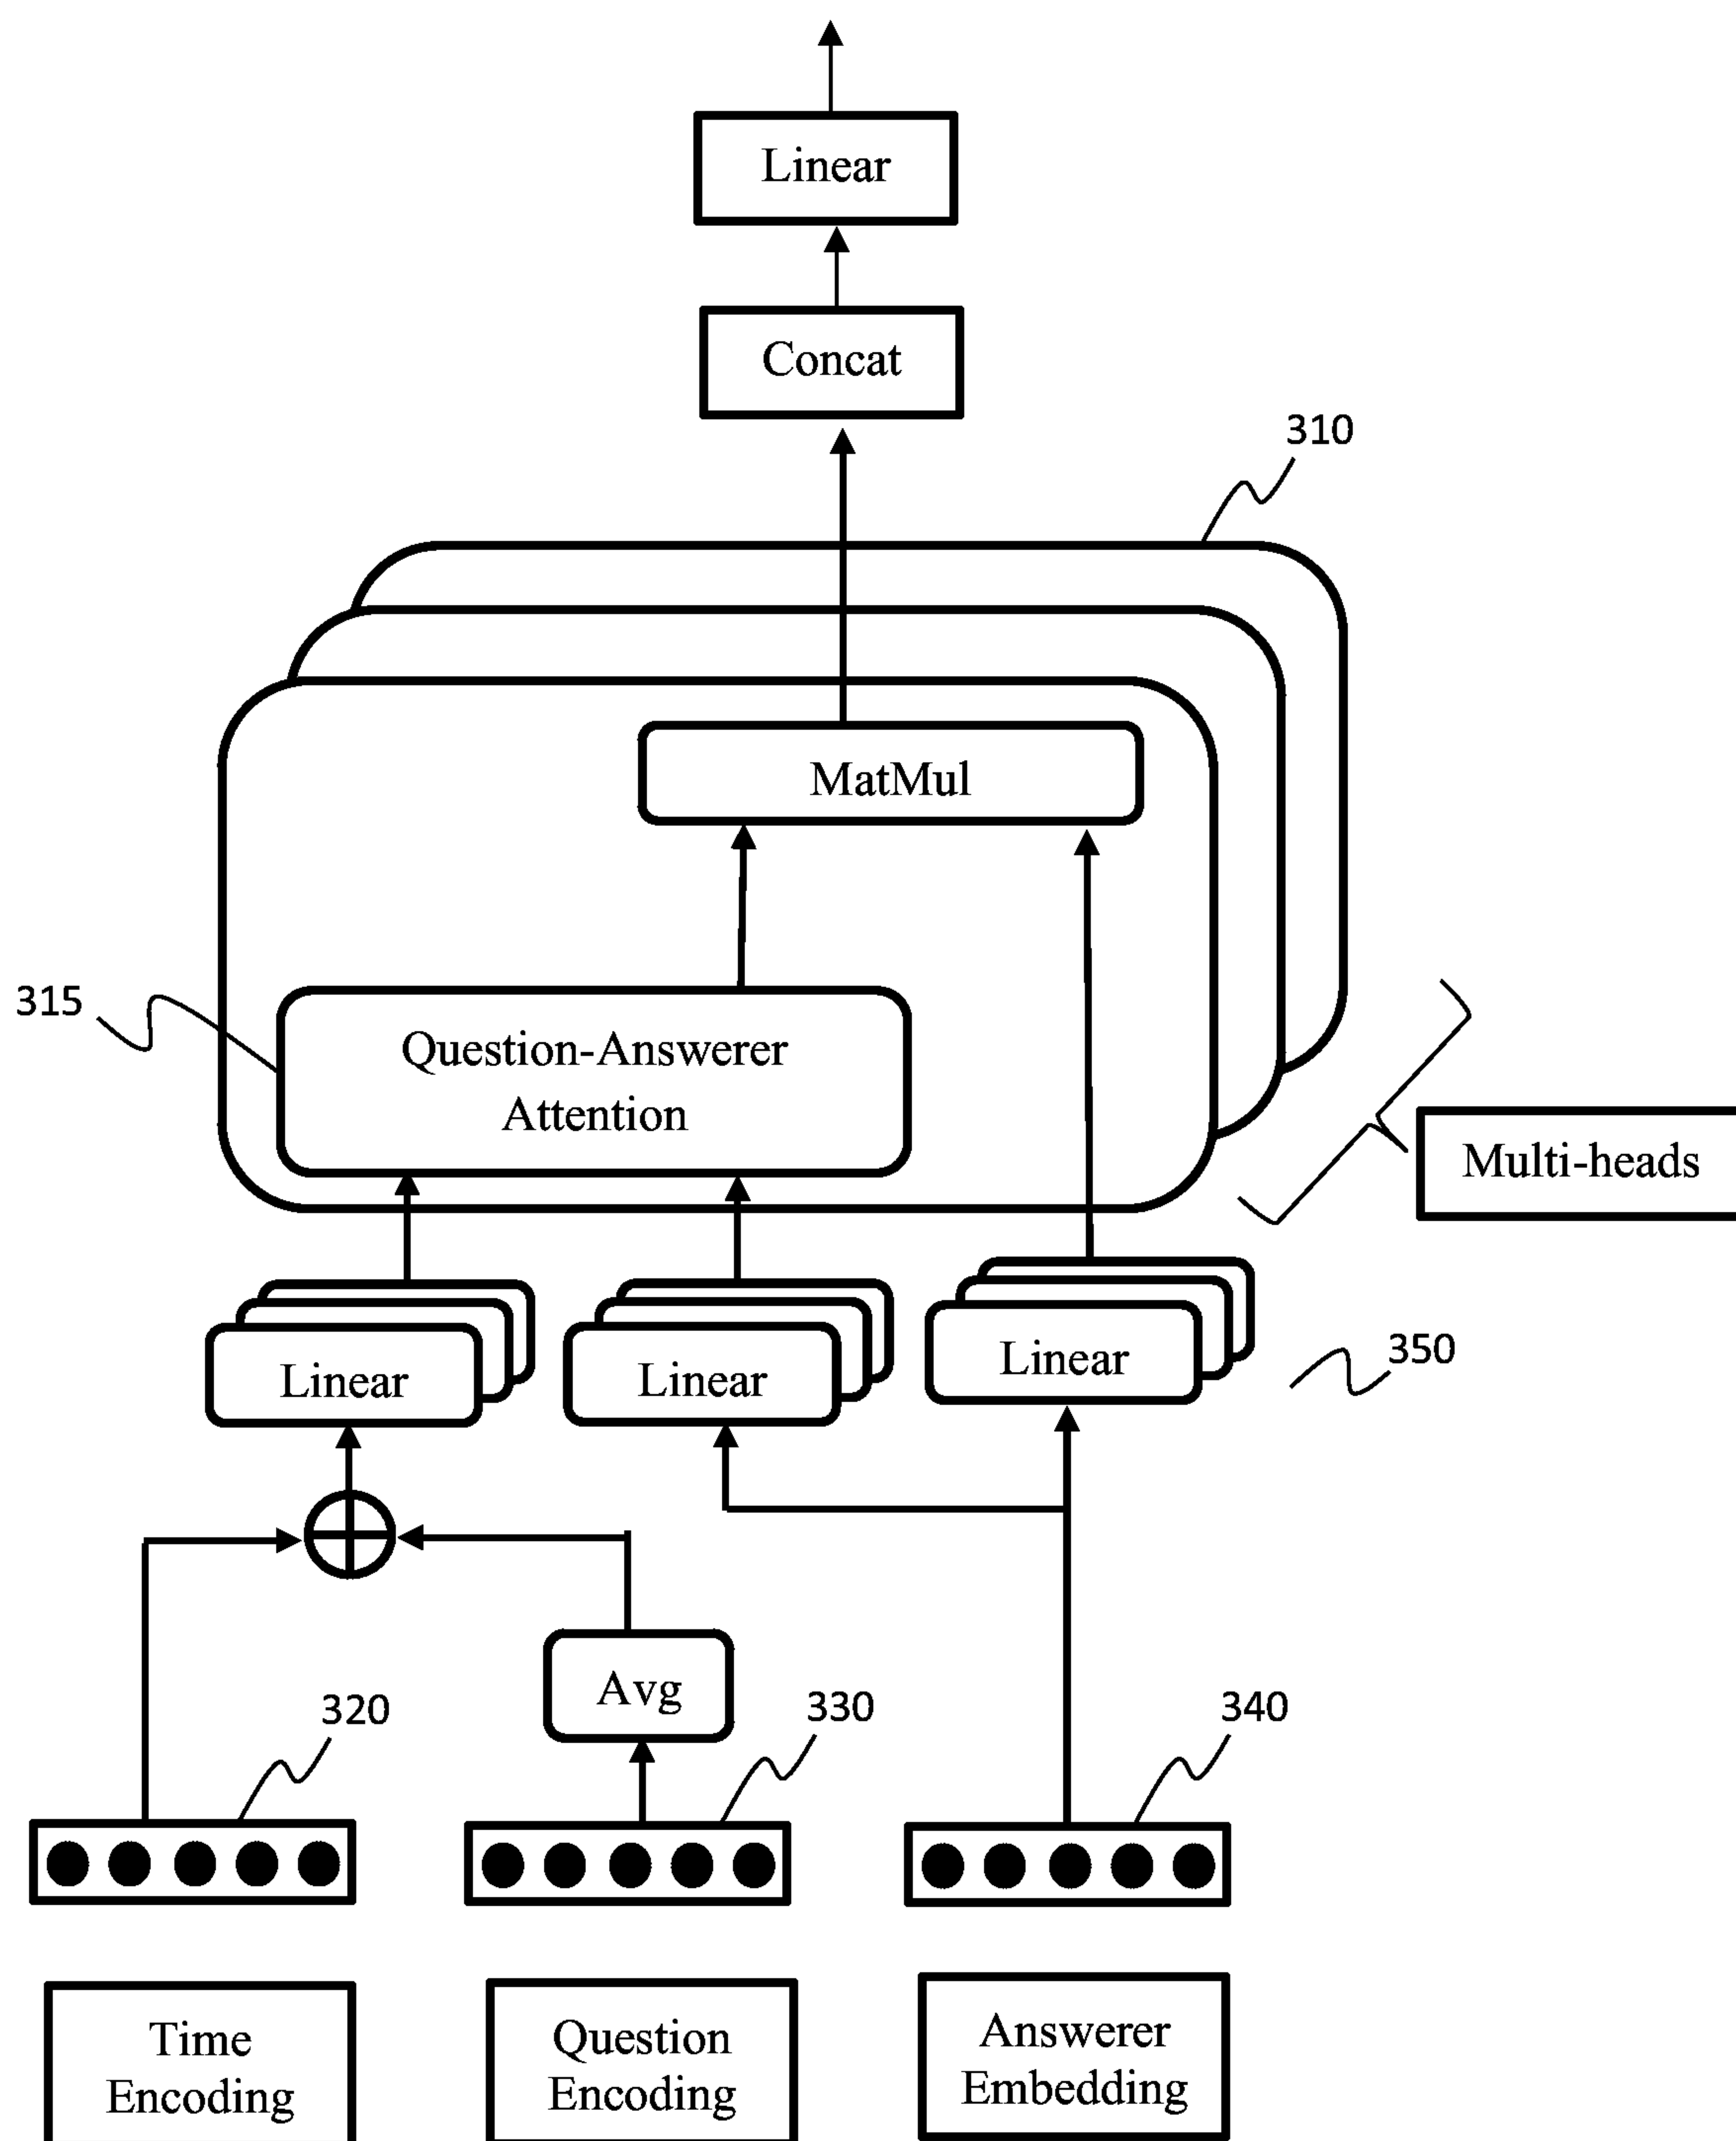 Linear
Concat
310
MatMul
315
Question-Answerer
Attention
Multi-heads
Linear
Linear
Linear
350
Avg
320
330
340
Time
Encoding
Question
Encoding
Answerer
Embedding